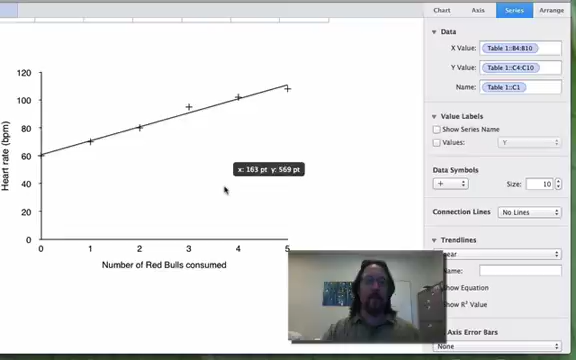 Chart Axis Series Arrange
Data
X Value: Table 1::B4:B10
Y Value: Table 1::C4:C10
Name: Table 1::C1
Value Labels
Show Series Name
Values: Y
Data Symbols
+ Size: 10
Connection Lines No Lines
Trendlines
ear
Name:
how Equation
how R² Value
Axis Error Bars
None
120
100
80
60
40
20
0
0 1 2 3 4 5
Heart rate (bpm)
Number of Red Bulls consumed
x: 163 pt y: 569 pt